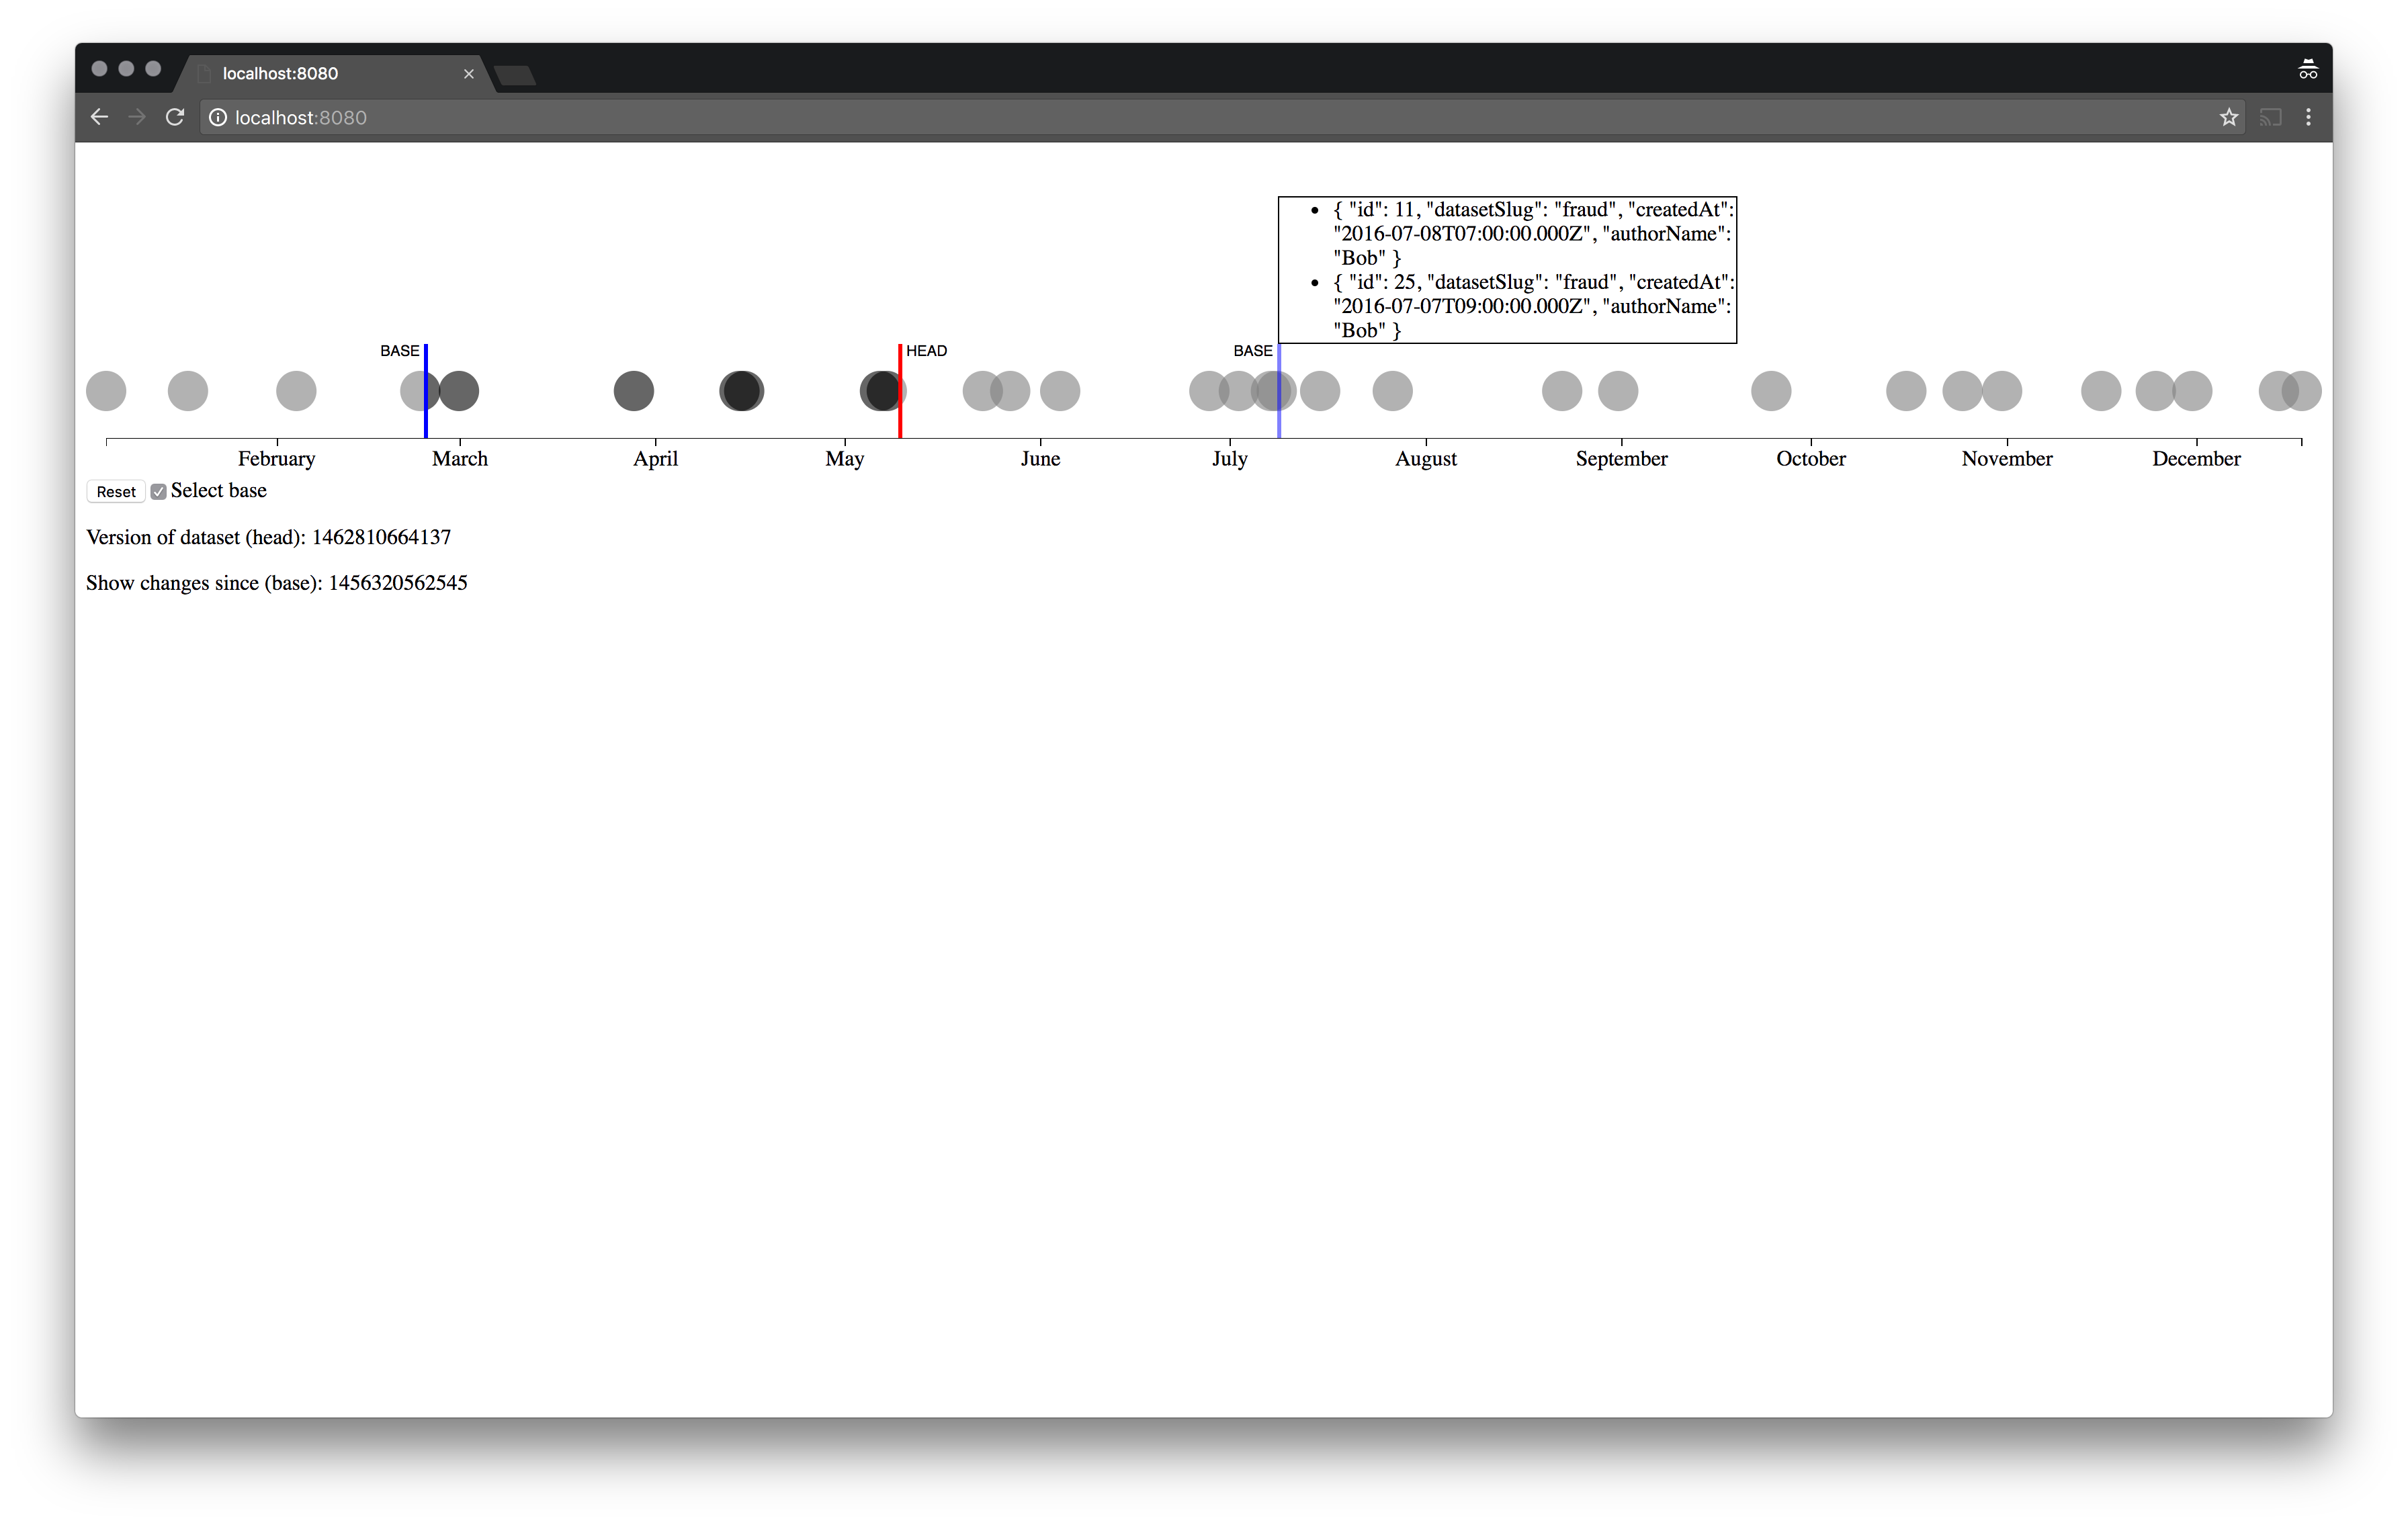 localhost:8080
localhost:8080
• { "id": 11, "datasetSlug": "fraud", "createdAt":
"2016-07-08T07:00:00.000Z", "authorName":
"Bob" }
• { "id": 25, "datasetSlug": "fraud", "createdAt":
"2016-07-07T09:00:00.000Z", "authorName":
"Bob" }
BASE HEAD BASE
February March April May June July August September October November December
Reset Select base
Version of dataset (head): 1462810664137
Show changes since (base): 1456320562545